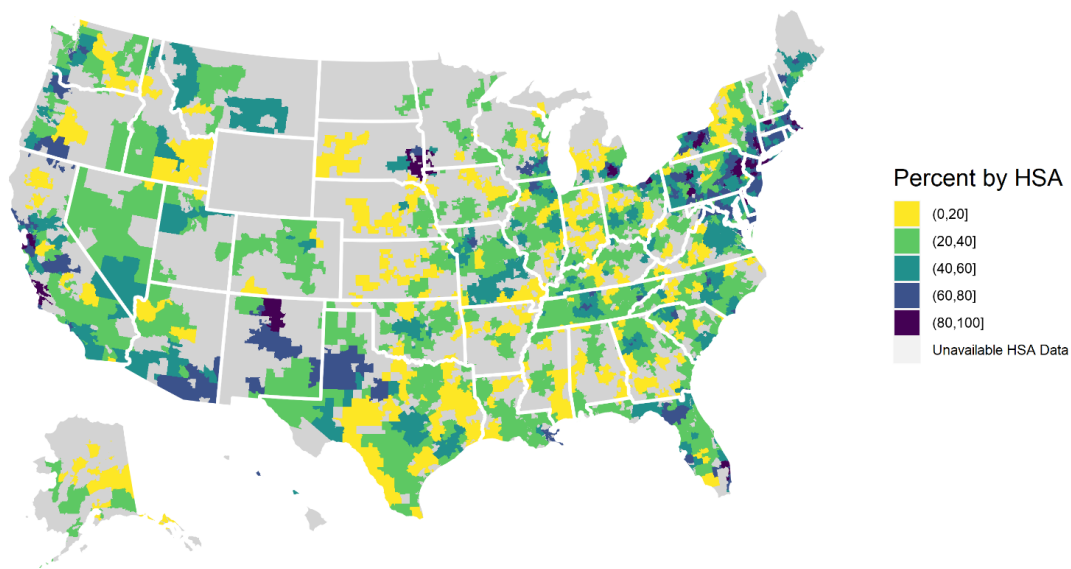 Percent by HSA
(0,20]
(20,40]
(40,60]
(60,80]
(80,100]
Unavailable HSA Data